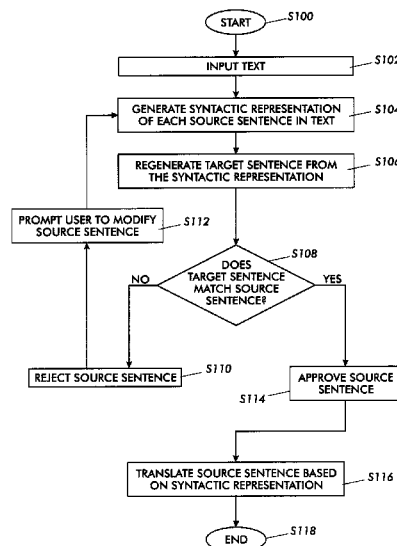 START
S100
INPUT TEXT
S102
GENERATE SYNTACTIC REPRESENTATION
OF EACH SOURCE SENTENCE IN TEXT
S104
REGENERATE TARGET SENTENCE FROM
THE SYNTACTIC REPRESENTATION
S106
PROMPT USER TO MODIFY
SOURCE SENTENCE
S112
S108
DOES
TARGET SENTENCE
MATCH SOURCE
SENTENCE?
NO
YES
REJECT SOURCE SENTENCE
S110
APPROVE SOURCE
SENTENCE
S114
TRANSLATE SOURCE SENTENCE BASED
ON SYNTACTIC REPRESENTATION
S116
END
S118